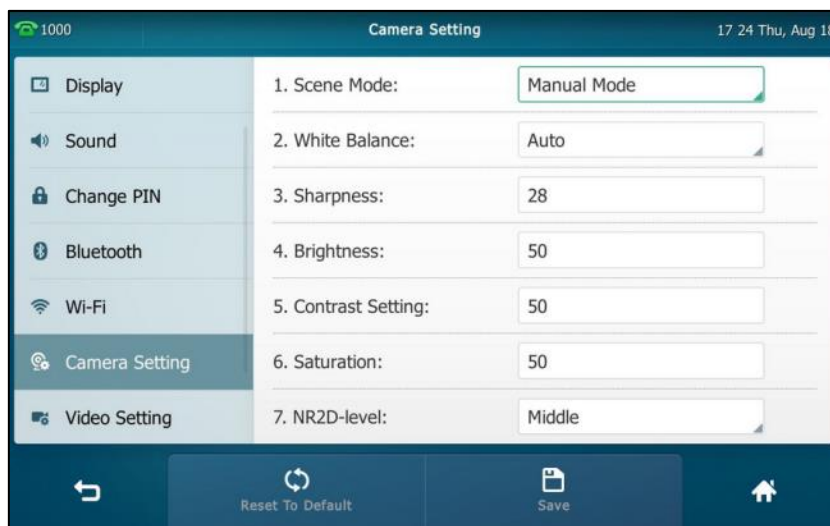 1000 Camera Setting 17 24 Thu, Aug 18
Display
Sound
Change PIN
Bluetooth
Wi-Fi
Camera Setting
Video Setting
1. Scene Mode: Manual Mode
2. White Balance: Auto
3. Sharpness: 28
4. Brightness: 50
5. Contrast Setting: 50
6. Saturation: 50
7. NR2D-level: Middle
Reset To Default
Save